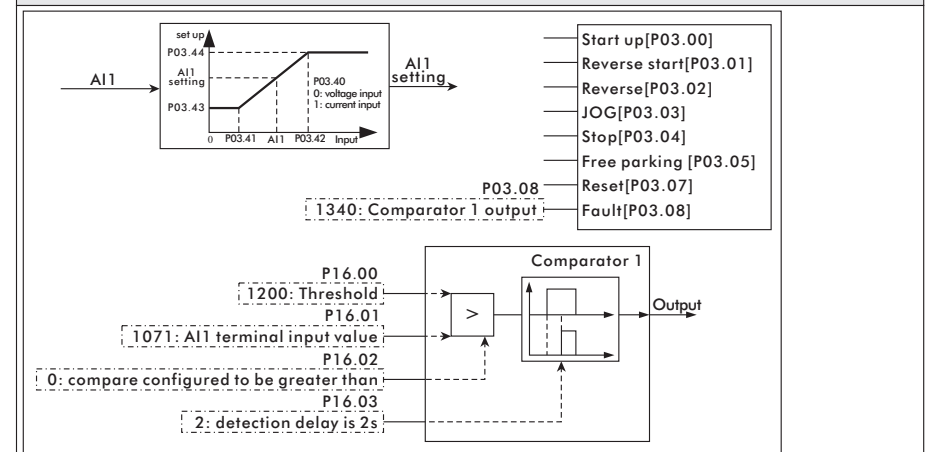 set up
P03.44
AI1
setting
P03.43
P03.40
0: voltage input
1: current input
0 P03.41 AI1 P03.42 Input
AI1
AI1
setting
Start up[P03.00]
Reverse start[P03.01]
Reverse[P03.02]
JOG[P03.03]
Stop[P03.04]
Free parking [P03.05]
Reset[P03.07]
Fault[P03.08]
P03.08
1340: Comparator 1 output
Comparator 1
P16.00
1200: Threshold
P16.01
1071: AI1 terminal input value
P16.02
0: compare configured to be greater than
P16.03
2: detection delay is 2s
>
Output